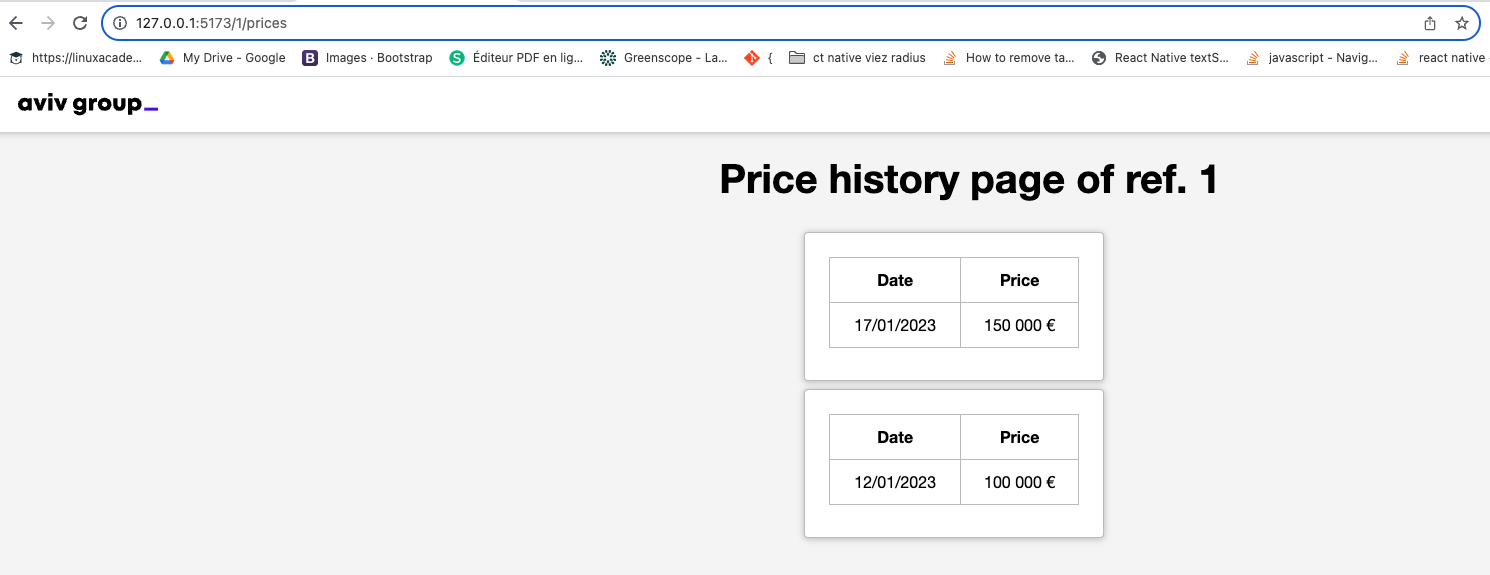 127.0.0.1:5173/1/prices
https://linuxacade... My Drive - Google B Images · Bootstrap S Éditeur PDF en lig... Greenscope - La... { ct native viez radius How to remove ta... React Native textS... javascript - Navig... react native
aviv group_
Price history page of ref. 1
Date Price
17/01/2023 150 000 €
Date Price
12/01/2023 100 000 €